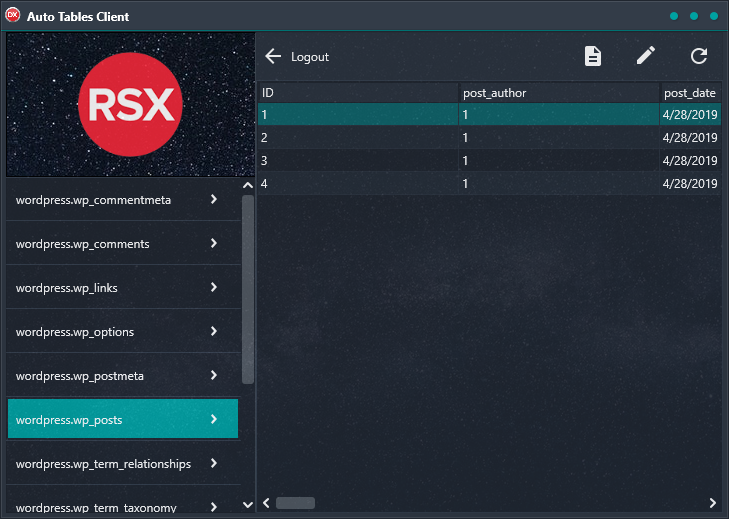 DX Auto Tables Client
RSX
wordpress.wp_commentmeta
wordpress.wp_comments
wordpress.wp_links
wordpress.wp_options
wordpress.wp_postmeta
wordpress.wp_posts
wordpress.wp_term_relationships
wordpress.wp_term_taxonomy
Logout
ID post_author post_date
1 1 4/28/2019
2 1 4/28/2019
3 1 4/28/2019
4 1 4/28/2019